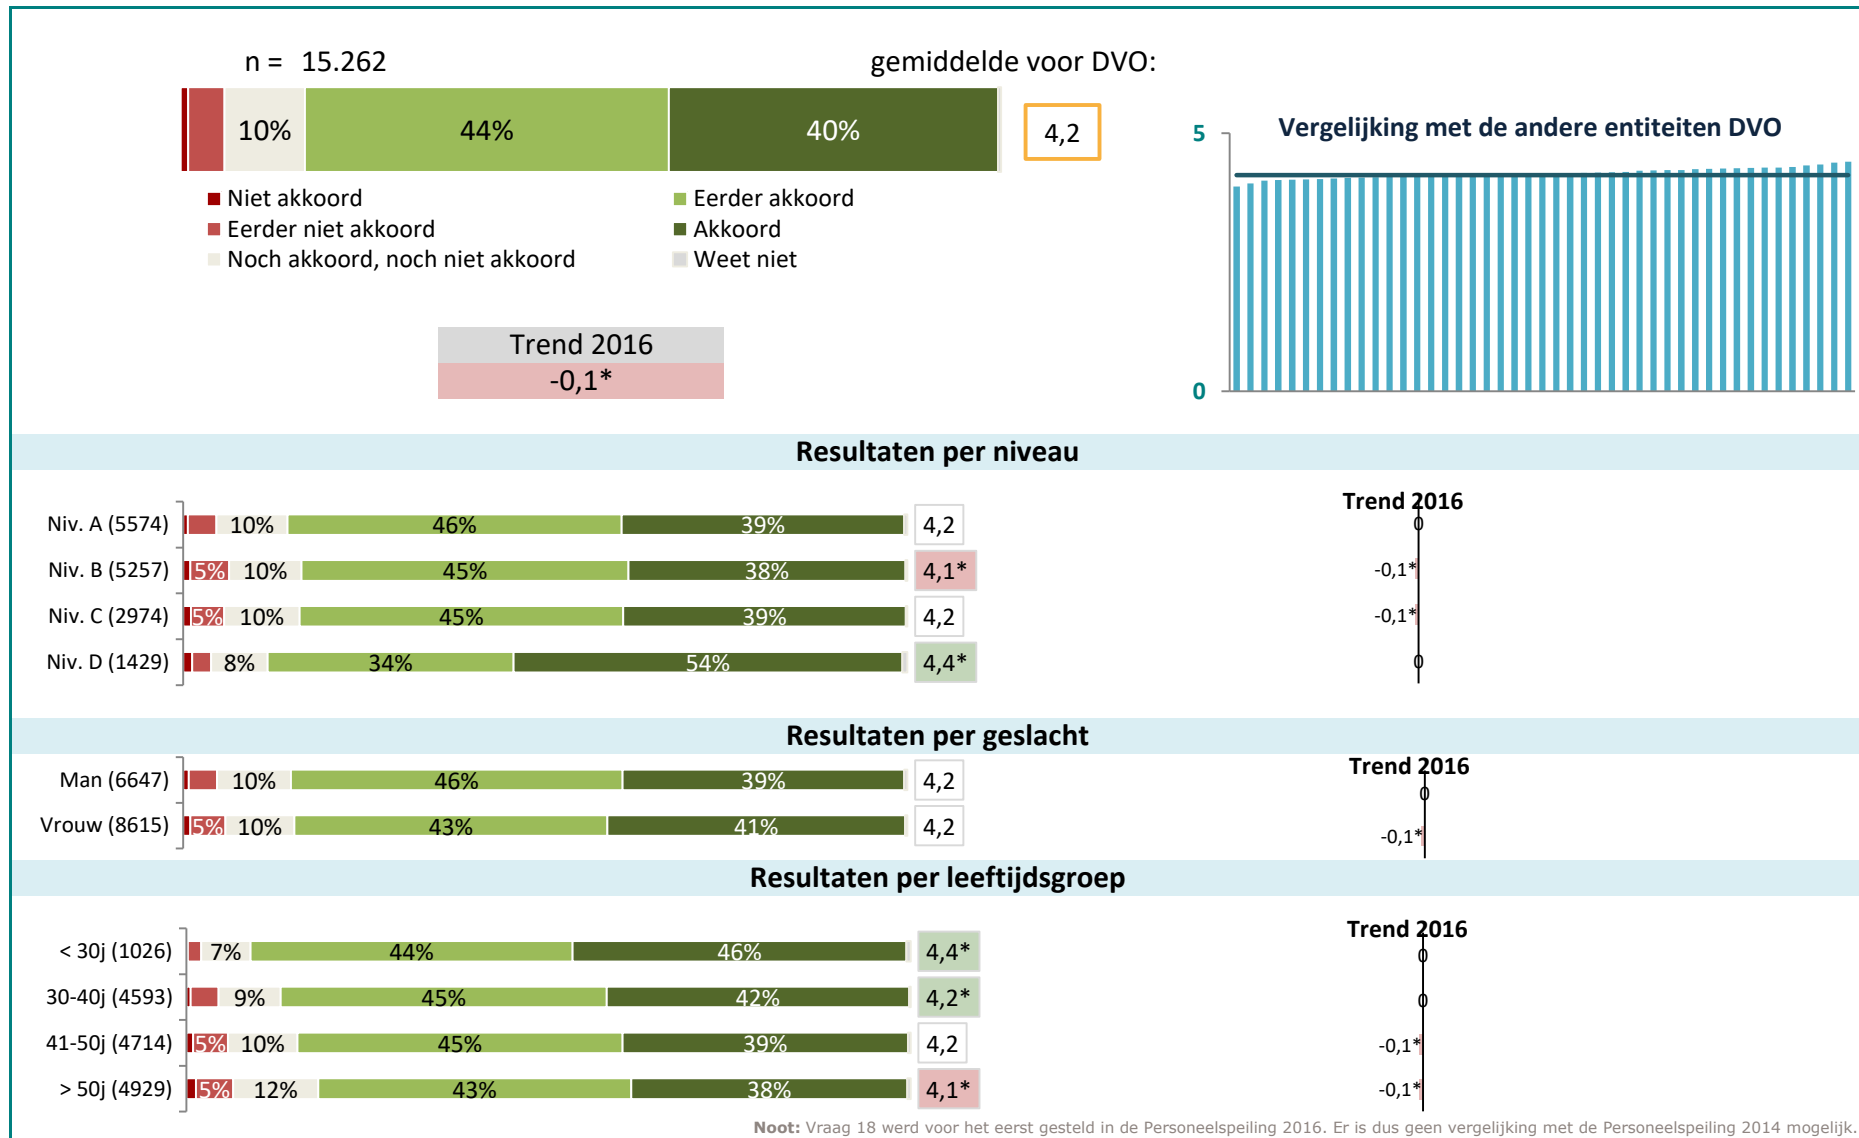 n = 15.262
gemiddelde voor DVO:
10% 44% 40% 4,2
Niet akkoord
Eerder akkoord
Eerder niet akkoord
Akkoord
Noch akkoord, noch niet akkoord
Weet niet
Trend 2016
-0,1*
Vergelijking met de andere entiteiten DVO
5
0
Resultaten per niveau
Trend 2016
Niv. A (5574) 10% 46% 39% 4,2 0
Niv. B (5257) 5% 10% 45% 38% 4,1* -0,1*
Niv. C (2974) 5% 10% 45% 39% 4,2 -0,1*
Niv. D (1429) 8% 34% 54% 4,4* 0
Resultaten per geslacht
Trend 2016
Man (6647) 10% 46% 39% 4,2 0
Vrouw (8615) 5% 10% 43% 41% 4,2 -0,1*
Resultaten per leeftijdsgroep
Trend 2016
< 30j (1026) 7% 44% 46% 4,4* 0
30-40j (4593) 9% 45% 42% 4,2* 0
41-50j (4714) 5% 10% 45% 39% 4,2 -0,1*
> 50j (4929) 5% 12% 43% 38% 4,1* -0,1*
Noot: Vraag 18 werd voor het eerst gesteld in de Personeelspeiling 2016. Er is dus geen vergelijking met de Personeelspeiling 2014 mogelijk.